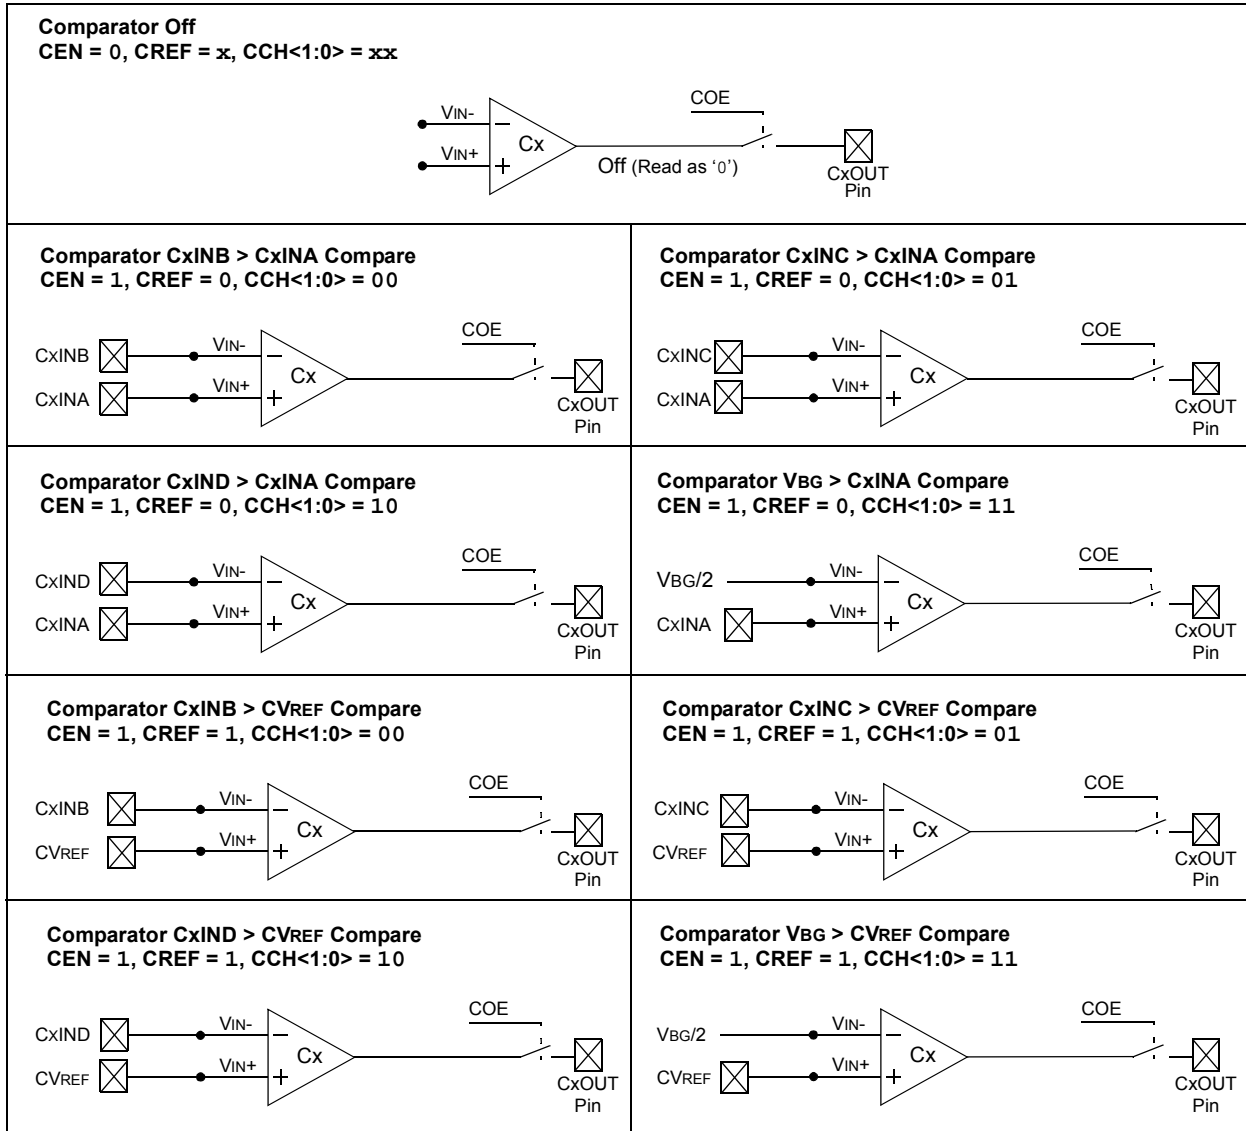 Comparator Off
CEN = 0, CREF = x, CCH<1:0> = xx
COE
VIN-
Cx
VIN+
Off (Read as ‘0’)
CxOUT
Pin
Comparator CxINB > CxINA Compare
CEN = 1, CREF = 0, CCH<1:0> = 00
COE
CxINB
VIN-
Cx
CxINA
VIN+
CxOUT
Pin
Comparator CxINC > CxINA Compare
CEN = 1, CREF = 0, CCH<1:0> = 01
COE
CxINC
VIN-
Cx
CxINA
VIN+
CxOUT
Pin
Comparator CxIND > CxINA Compare
CEN = 1, CREF = 0, CCH<1:0> = 10
COE
CxIND
VIN-
Cx
CxINA
VIN+
CxOUT
Pin
Comparator VBG > CxINA Compare
CEN = 1, CREF = 0, CCH<1:0> = 11
COE
VBG/2
VIN-
Cx
CxINA
VIN+
CxOUT
Pin
Comparator CxINB > CVREF Compare
CEN = 1, CREF = 1, CCH<1:0> = 00
COE
CxINB
VIN-
Cx
CVREF
VIN+
CxOUT
Pin
Comparator CxINC > CVREF Compare
CEN = 1, CREF = 1, CCH<1:0> = 01
COE
CxINC
VIN-
Cx
CVREF
VIN+
CxOUT
Pin
Comparator CxIND > CVREF Compare
CEN = 1, CREF = 1, CCH<1:0> = 10
COE
CxIND
VIN-
Cx
CVREF
VIN+
CxOUT
Pin
Comparator VBG > CVREF Compare
CEN = 1, CREF = 1, CCH<1:0> = 11
COE
VBG/2
VIN-
Cx
CVREF
VIN+
CxOUT
Pin